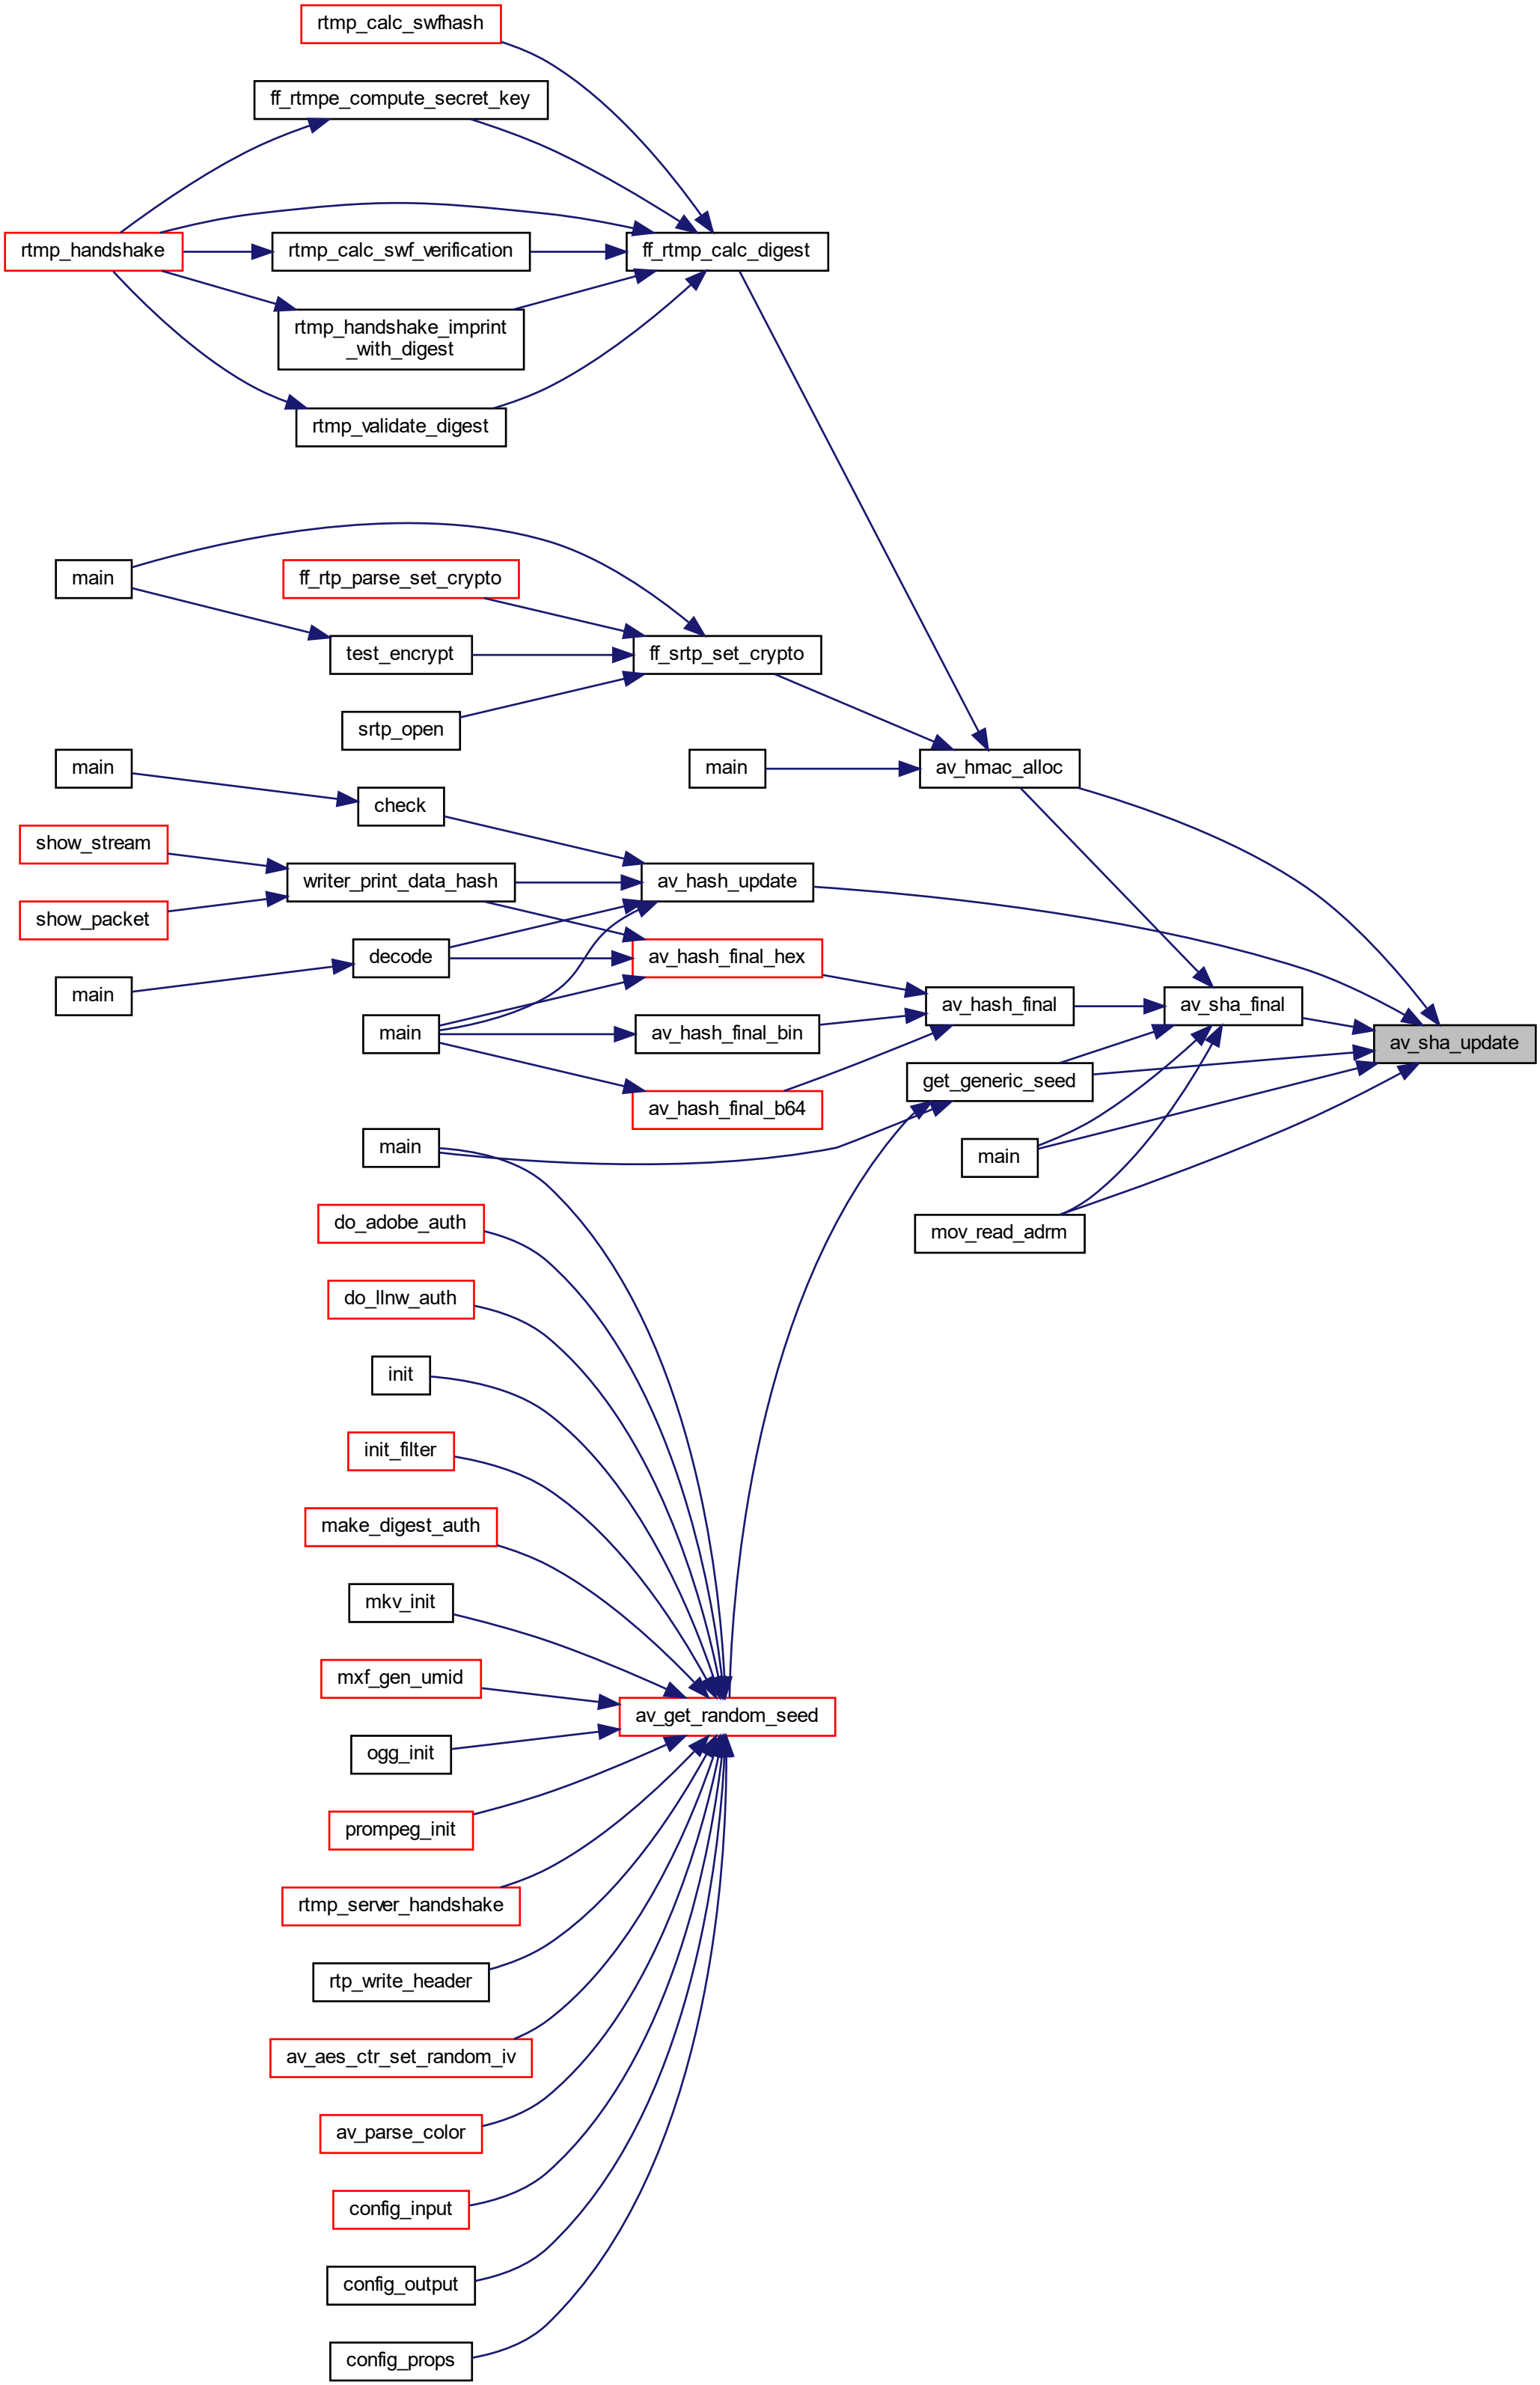 rtmp_calc_swfhash
ff_rtmpe_compute_secret_key
rtmp_handshake
rtmp_calc_swf_verification
ff_rtmp_calc_digest
rtmp_handshake_imprint
_with_digest
rtmp_validate_digest
main
ff_rtp_parse_set_crypto
test_encrypt
ff_srtp_set_crypto
srtp_open
main
main
av_hmac_alloc
check
show_stream
writer_print_data_hash
av_hash_update
show_packet
decode
av_hash_final_hex
main
av_hash_final
av_sha_final
main
av_hash_final_bin
av_sha_update
get_generic_seed
av_hash_final_b64
main
main
do_adobe_auth
mov_read_adrm
do_llnw_auth
init
init_filter
make_digest_auth
mkv_init
mxf_gen_umid
av_get_random_seed
ogg_init
prompeg_init
rtmp_server_handshake
rtp_write_header
av_aes_ctr_set_random_iv
av_parse_color
config_input
config_output
config_props